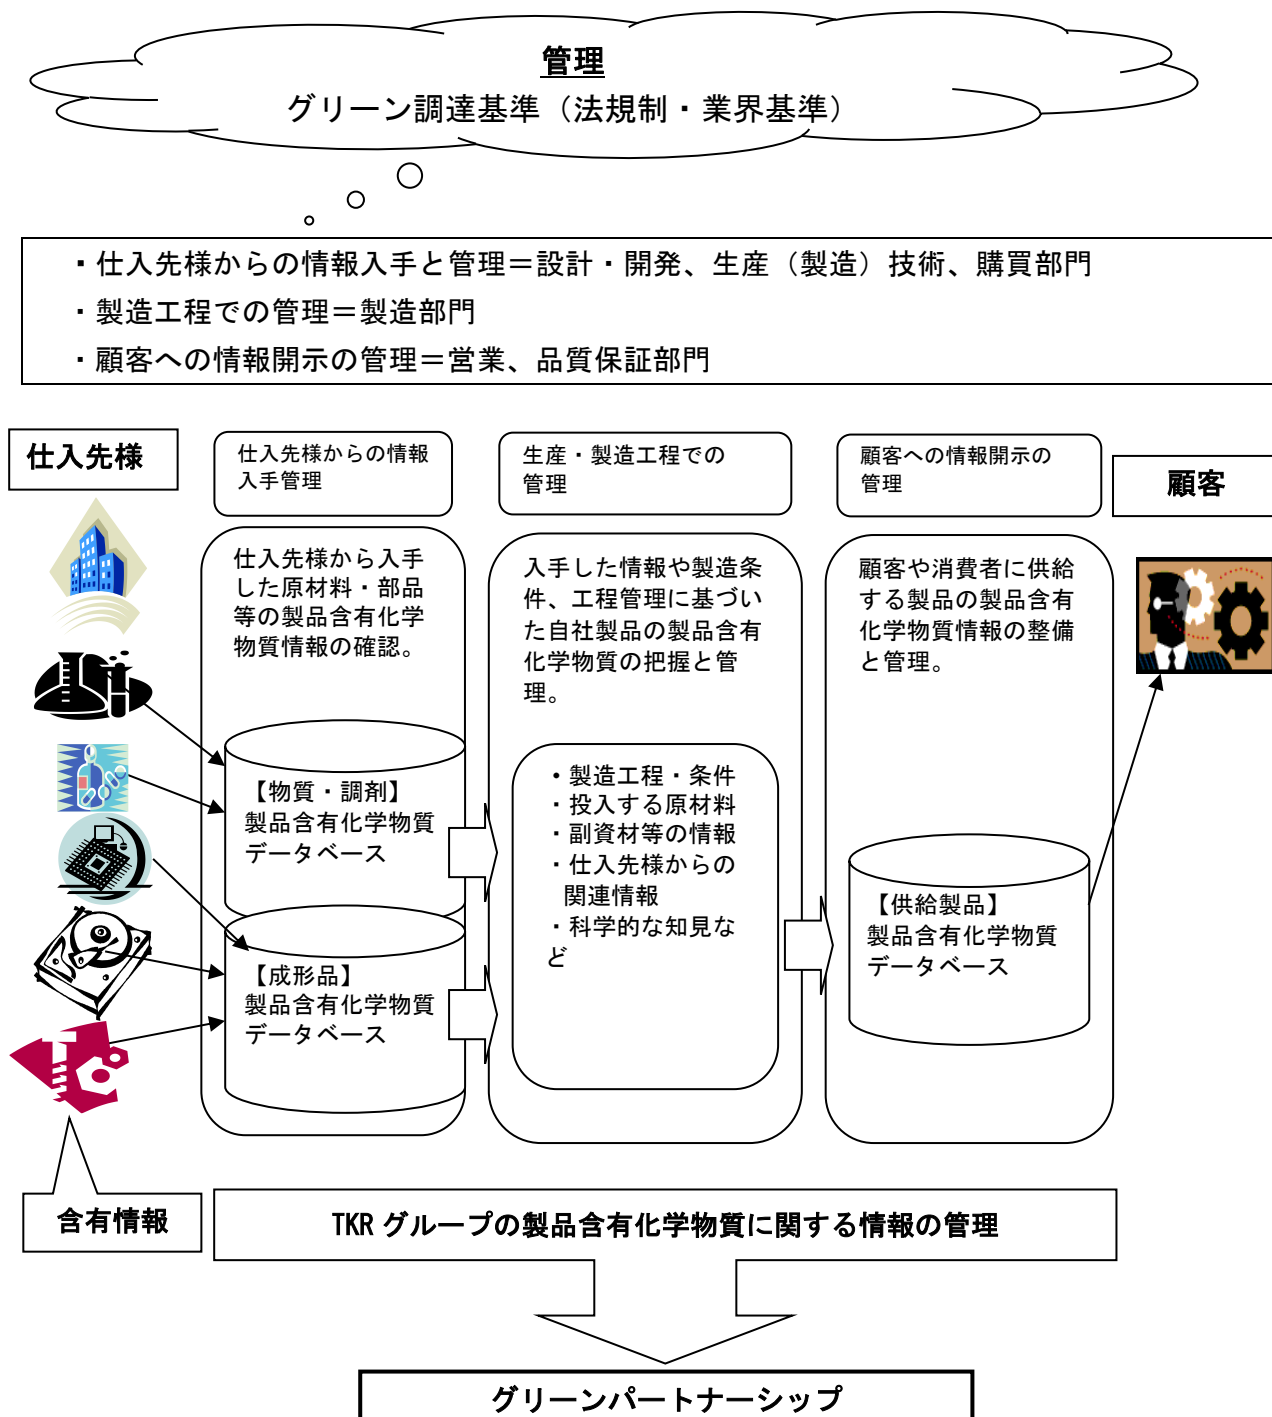 管理
グリーン調達基準（法規制・業界基準）
・仕入先様からの情報入手と管理＝設計・開発、生産（製造）技術、購買部門
・製造工程での管理＝製造部門
・顧客への情報開示の管理＝営業、品質保証部門
仕入先様
仕入先様からの情報
入手管理
生産・製造工程での
管理
顧客への情報開示の
管理
顧客
仕入先様から入手
した原材料・部品
等の製品含有化学
物質情報の確認。
入手した情報や製造条
件、工程管理に基づい
た自社製品の製品含有
化学物質の把握と管
理。
顧客や消費者に供給
する製品の製品含有
化学物質情報の整備
と管理。
【物質・調剤】
製品含有化学物質
データベース
【成形品】
製品含有化学物質
データベース
・製造工程・条件
・投入する原材料
・副資材等の情報
・仕入先様からの
関連情報
・科学的な知見な
ど
【供給製品】
製品含有化学物質
データベース
含有情報
TKR グループの製品含有化学物質に関する情報の管理
グリーンパートナーシップ